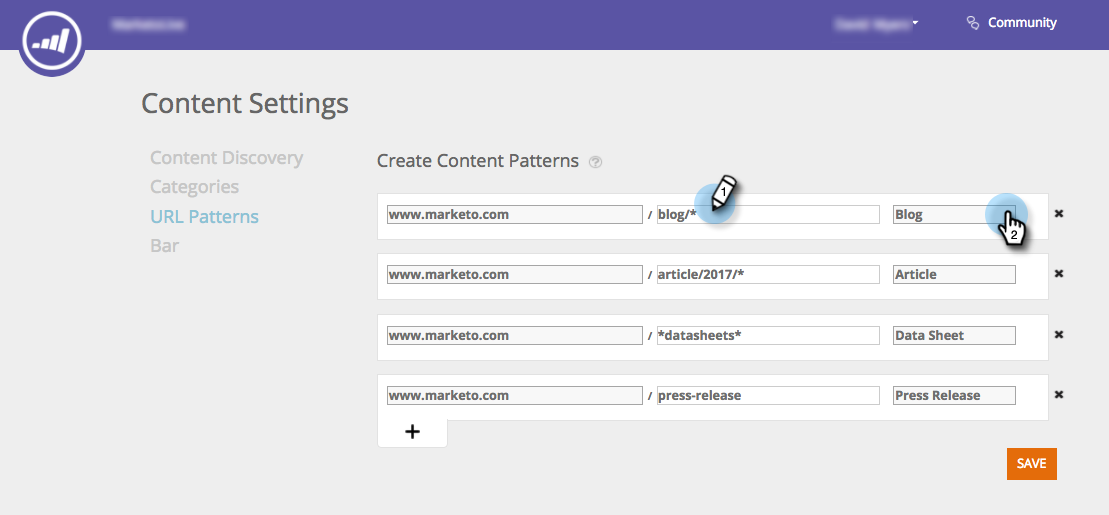 Community
Content Settings
Content Discovery
Categories
URL Patterns
Bar
Create Content Patterns ?
www.marketo.com / blog/* Blog
1
2
www.marketo.com / article/2017/* Article
www.marketo.com / *datasheets* Data Sheet
www.marketo.com / press-release Press Release
+
SAVE